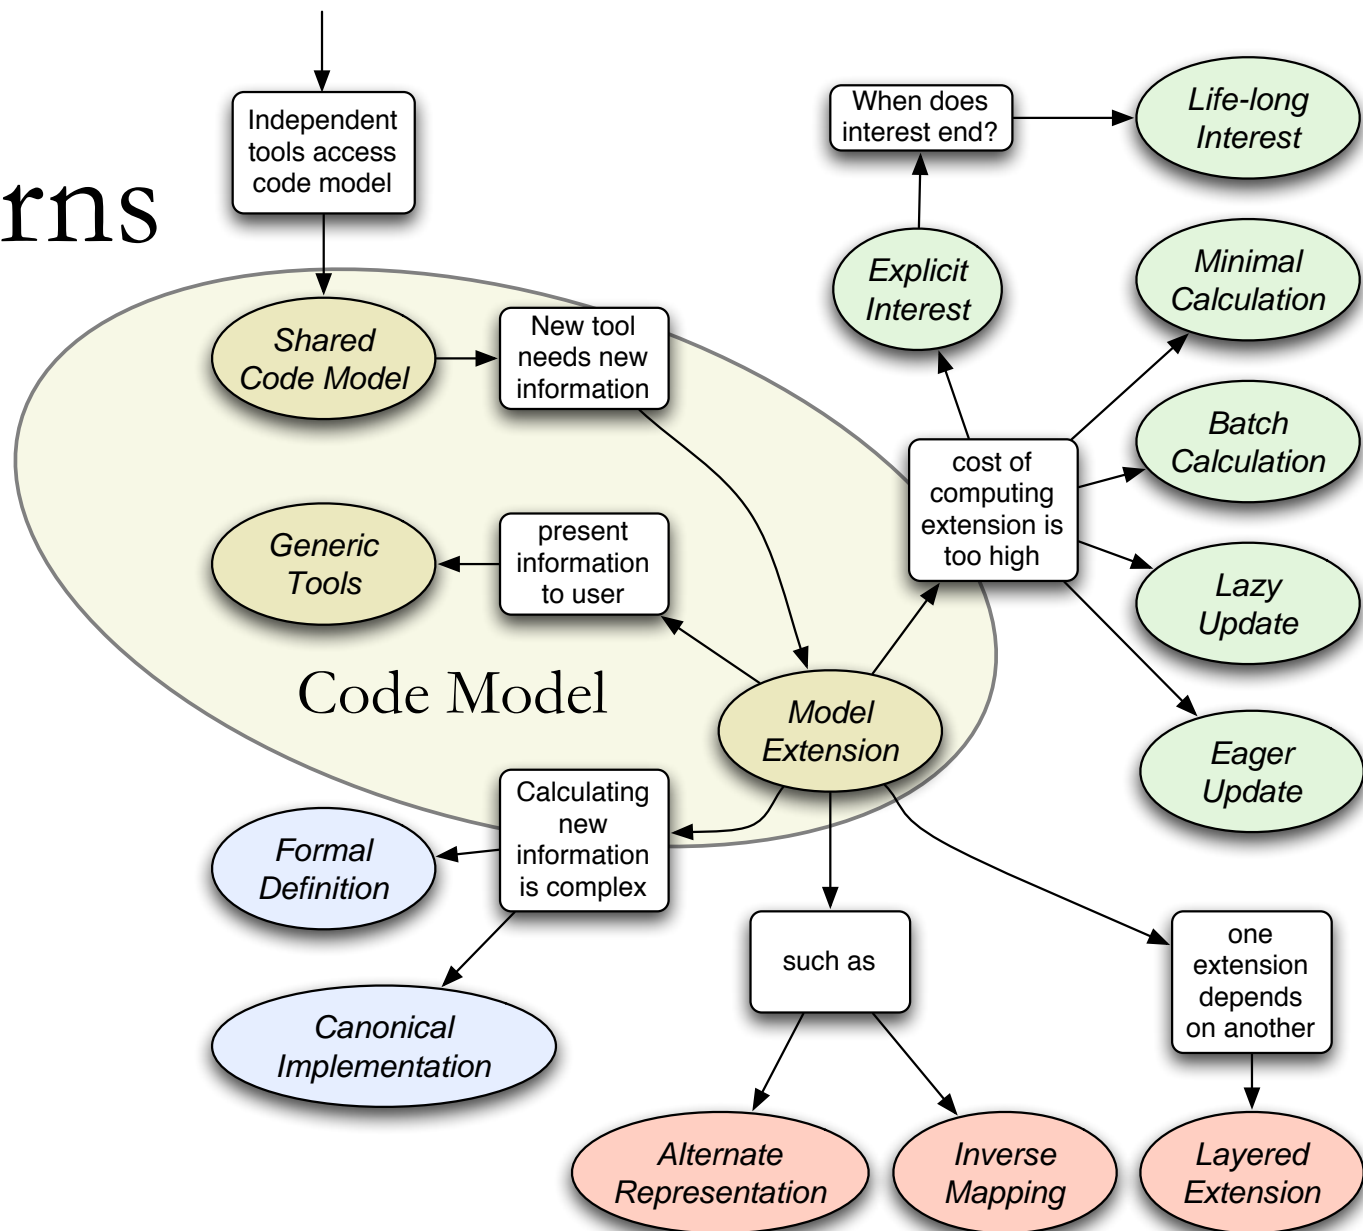 Independent
tools access
code model
rns
When does
interest end?
Life-long
Interest
Explicit
Interest
Minimal
Calculation
Shared
Code Model
New tool
needs new
information
Batch
Calculation
cost of
computing
extension is
too high
Generic
Tools
present
information
to user
Lazy
Update
Code Model
Model
Extension
Eager
Update
Calculating
new
information
is complex
Formal
Definition
such as
one
extension
depends
on another
Canonical
Implementation
Alternate
Representation
Inverse
Mapping
Layered
Extension